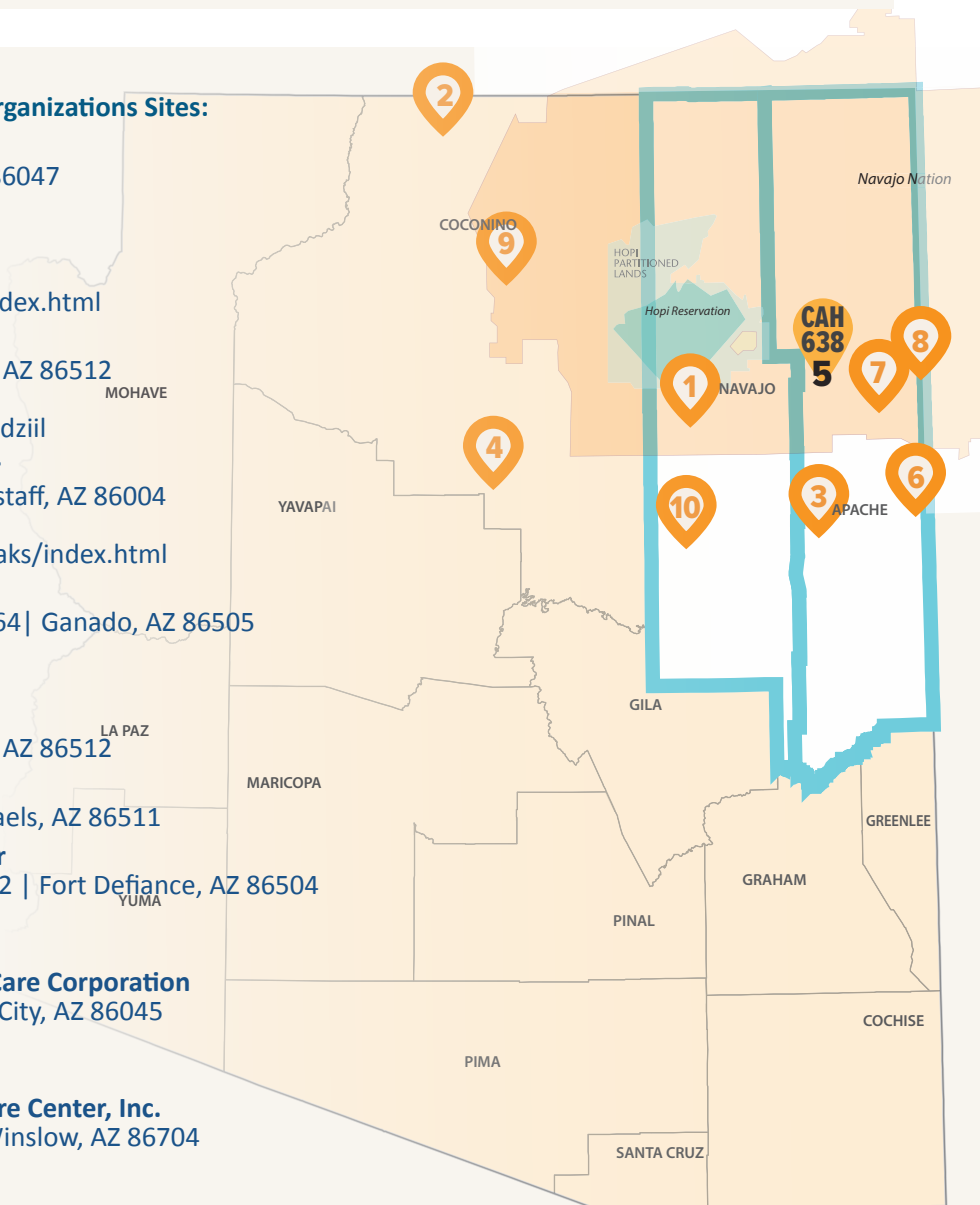 rganizations Sites:
86047
dex.html
AZ 86512
dziil
staff, AZ 86004
aks/index.html
64| Ganado, AZ 86505
AZ 86512
aels, AZ 86511
r
2 | Fort Defiance, AZ 86504
Care Corporation
City, AZ 86045
re Center, Inc.
Winslow, AZ 86704
2
Navajo Nation
COCONINO
9
HOPI
PARTITIONED
LANDS
Hopi Reservation
CAH
638
5
8
7
1
NAVAJO
MOHAVE
4
6
3
APACHE
10
YAVAPAI
GILA
LA PAZ
MARICOPA
GREENLEE
GRAHAM
YUMA
PINAL
COCHISE
PIMA
SANTA CRUZ